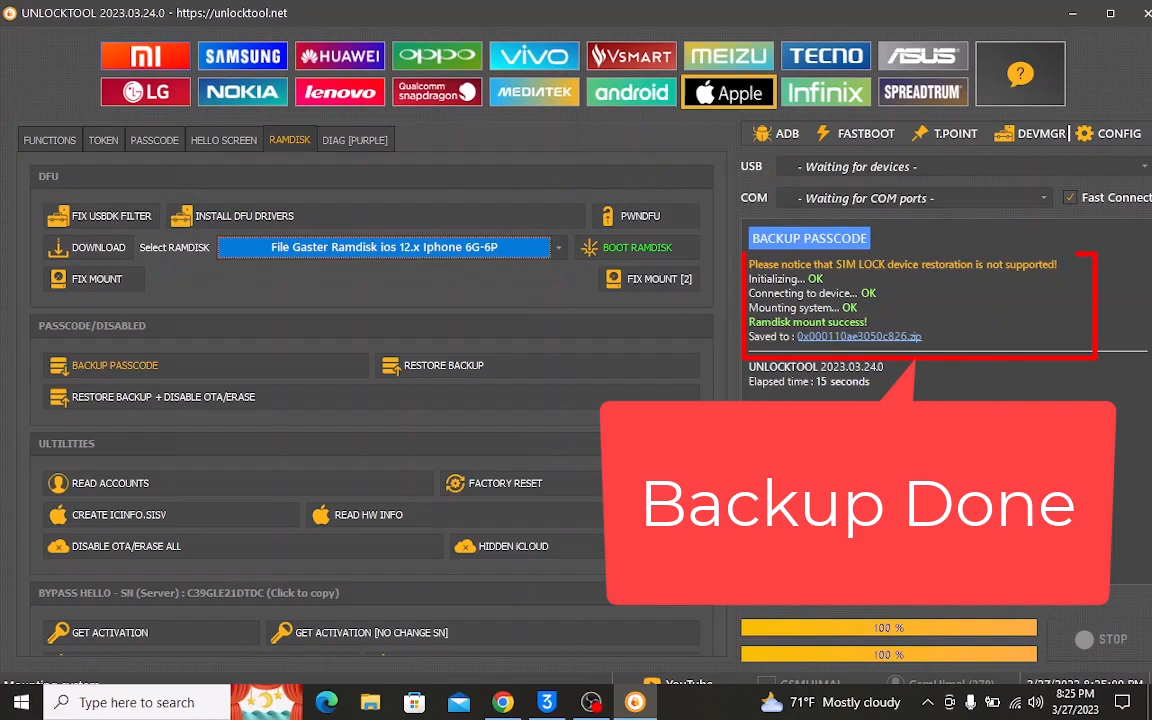 UNLOCKTOOL 2023.03.24.0 - https://unlocktool.net
mi SAMSUNG HUAWEI oppo vivo VSMART MEIZU TECNO ASUS ?
LG NOKIA lenovo Qualcomm snapdragon MEDIATEK android Apple Infinix SPREADTRUM
FUNCTIONS TOKEN PASSCODE HELLO SCREEN RAMDISK DIAG [PURPLE]
ADB FASTBOOT T.POINT DEVMGR CONFIG
USB - Waiting for devices -
COM - Waiting for COM ports - Fast Connect
DFU
FIX USBDK FILTER INSTALL DFU DRIVERS PWNDFU
DOWNLOAD Select RAMDISK File Gaster Ramdisk ios 12.x Iphone 6G-6P BOOT RAMDISK
FIX MOUNT FIX MOUNT [2]
PASSCODE/DISABLED
BACKUP PASSCODE RESTORE BACKUP
RESTORE BACKUP + DISABLE OTA/ERASE
ULTILITIES
READ ACCOUNTS FACTORY RESET
CREATE ICINFO.SISV READ HW INFO
DISABLE OTA/ERASE ALL HIDDEN iCLOUD
BYPASS HELLO - SN (Server) : C39GLE21DTDC (Click to copy)
GET ACTIVATION GET ACTIVATION [NO CHANGE SN]
BACKUP PASSCODE
Please notice that SIM LOCK device restoration is not supported!
Initializing... OK
Connecting to device... OK
Mounting system... OK
Ramdisk mount success!
Saved to : 0x000110ae3050c826.zip
UNLOCKTOOL 2023.03.24.0
Elapsed time : 15 seconds
Backup Done
100 %
100 %
STOP
Mounting system
YouTube
Type here to search
3
71°F Mostly cloudy
8:25 PM
3/27/2023